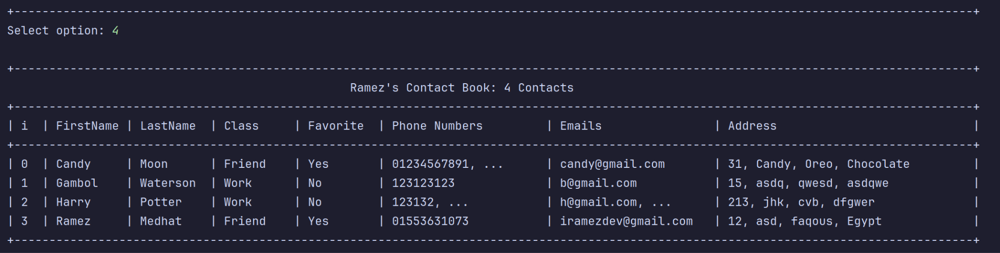 +-----------------------------------------------------------------------------------------------------------------------------------------+
Select option: 4
+-----------------------------------------------------------------------------------------------------------------------------------------+
Ramez's Contact Book: 4 Contacts
+-----------------------------------------------------------------------------------------------------------------------------------------+
| i  | FirstName | LastName  | Class     | Favorite  | Phone Numbers         | Emails                | Address                            |
+-----------------------------------------------------------------------------------------------------------------------------------------+
| 0  | Candy     | Moon      | Friend    | Yes       | 01234567891, ...      | candy@gmail.com       | 31, Candy, Oreo, Chocolate         |
| 1  | Gambol    | Waterson  | Work      | No        | 123123123             | b@gmail.com           | 15, asdq, qwesd, asdqwe            |
| 2  | Harry     | Potter    | Work      | No        | 123132, ...           | h@gmail.com, ...      | 213, jhk, cvb, dfgwer              |
| 3  | Ramez     | Medhat    | Friend    | Yes       | 01553631073           | iramezdev@gmail.com   | 12, asd, faqous, Egypt             |
+-----------------------------------------------------------------------------------------------------------------------------------------+